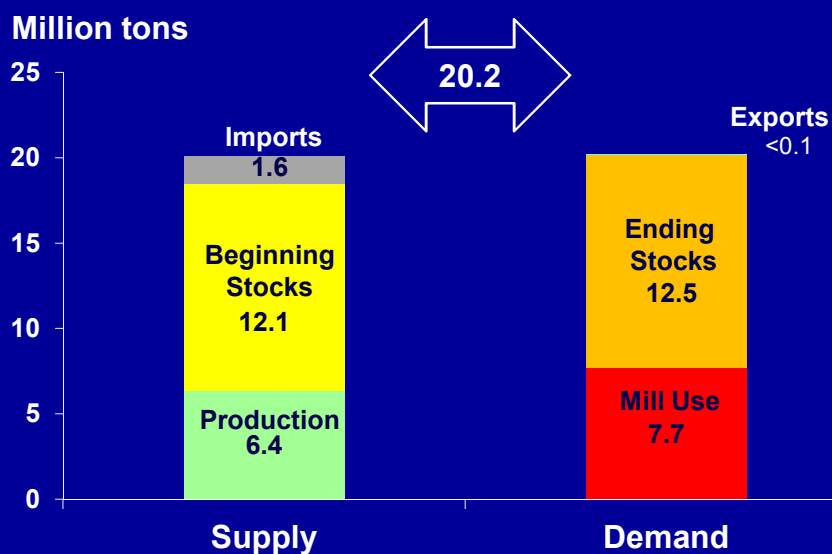 Million tons
20.2
25
20
15
10
5
0
Imports
1.6
Beginning
Stocks
12.1
Production
6.4
Exports
<0.1
Ending
Stocks
12.5
Mill Use
7.7
Supply
Demand